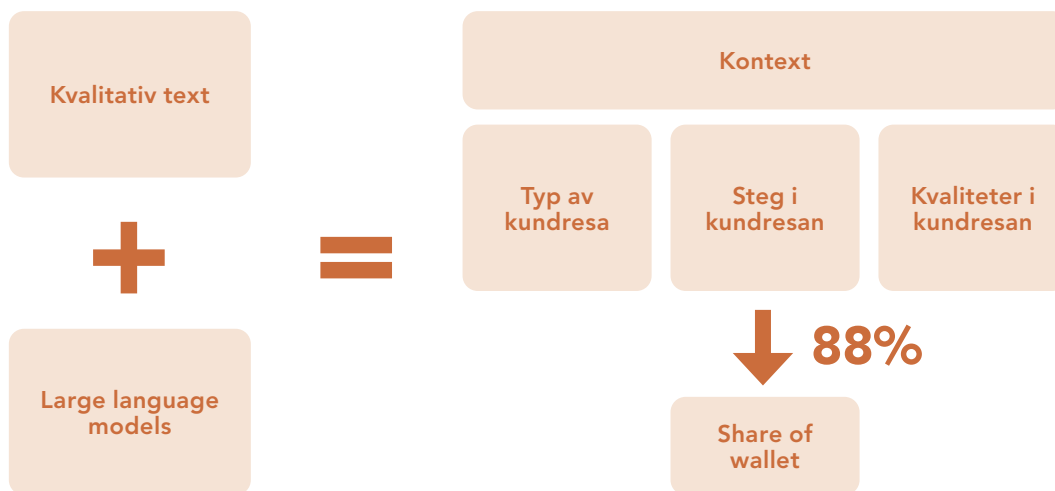 Kvalitativ text
+
Large language
models
=
Kontext
Typ av
kundresa
Steg i
kundresan
Kvaliteter i
kundresan
88%
Share of
wallet